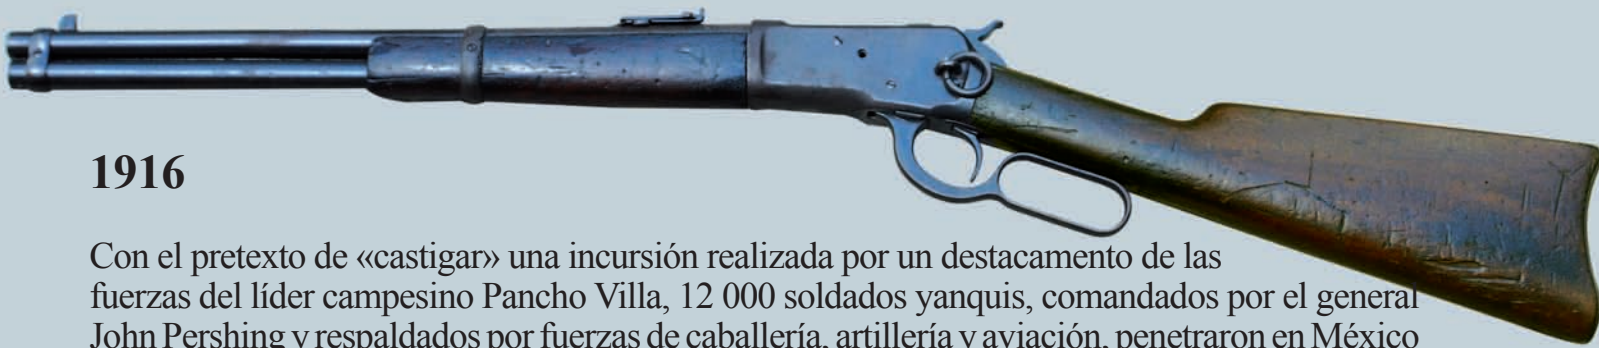 1916
Con el pretexto de «castigar» una incursión realizada por un destacamento de las
fuerzas del líder campesino Pancho Villa, 12 000 soldados yanquis, comandados por el general
John Pershing y respaldados por fuerzas de caballería, artillería y aviación, penetraron en México